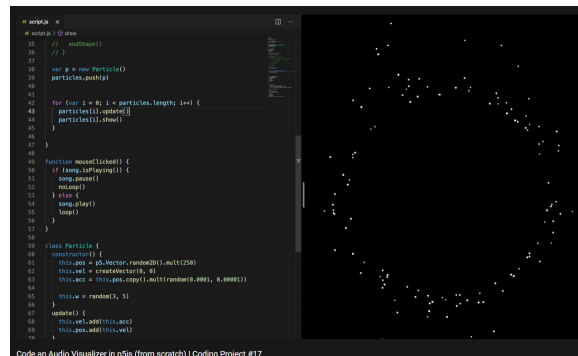 script.js
script.js > draw
35 //   endShape()
36 // }
37
38 var p = new Particle()
39 particles.push(p)
40
41
42 for (var i = 0; i < particles.length; i++) {
43   particles[i].update()
44   particles[i].show()
45 }
46
47 }
48
49 function mouseClicked() {
50   if (song.isPlaying()) {
51     song.pause()
52     noLoop()
53   } else {
54     song.play()
55     loop()
56   }
57 }
58
59 class Particle {
60   constructor() {
61     this.pos = p5.Vector.random2D().mult(250)
62     this.vel = createVector(0, 0)
63     this.acc = this.pos.copy().mult(random(0.0001, 0.00001))
64
65     this.w = random(3, 5)
66   }
67   update() {
68     this.vel.add(this.acc)
69     this.pos.add(this.vel)
70
Code an Audio Visualizer in p5js (from scratch) | Coding Project #17